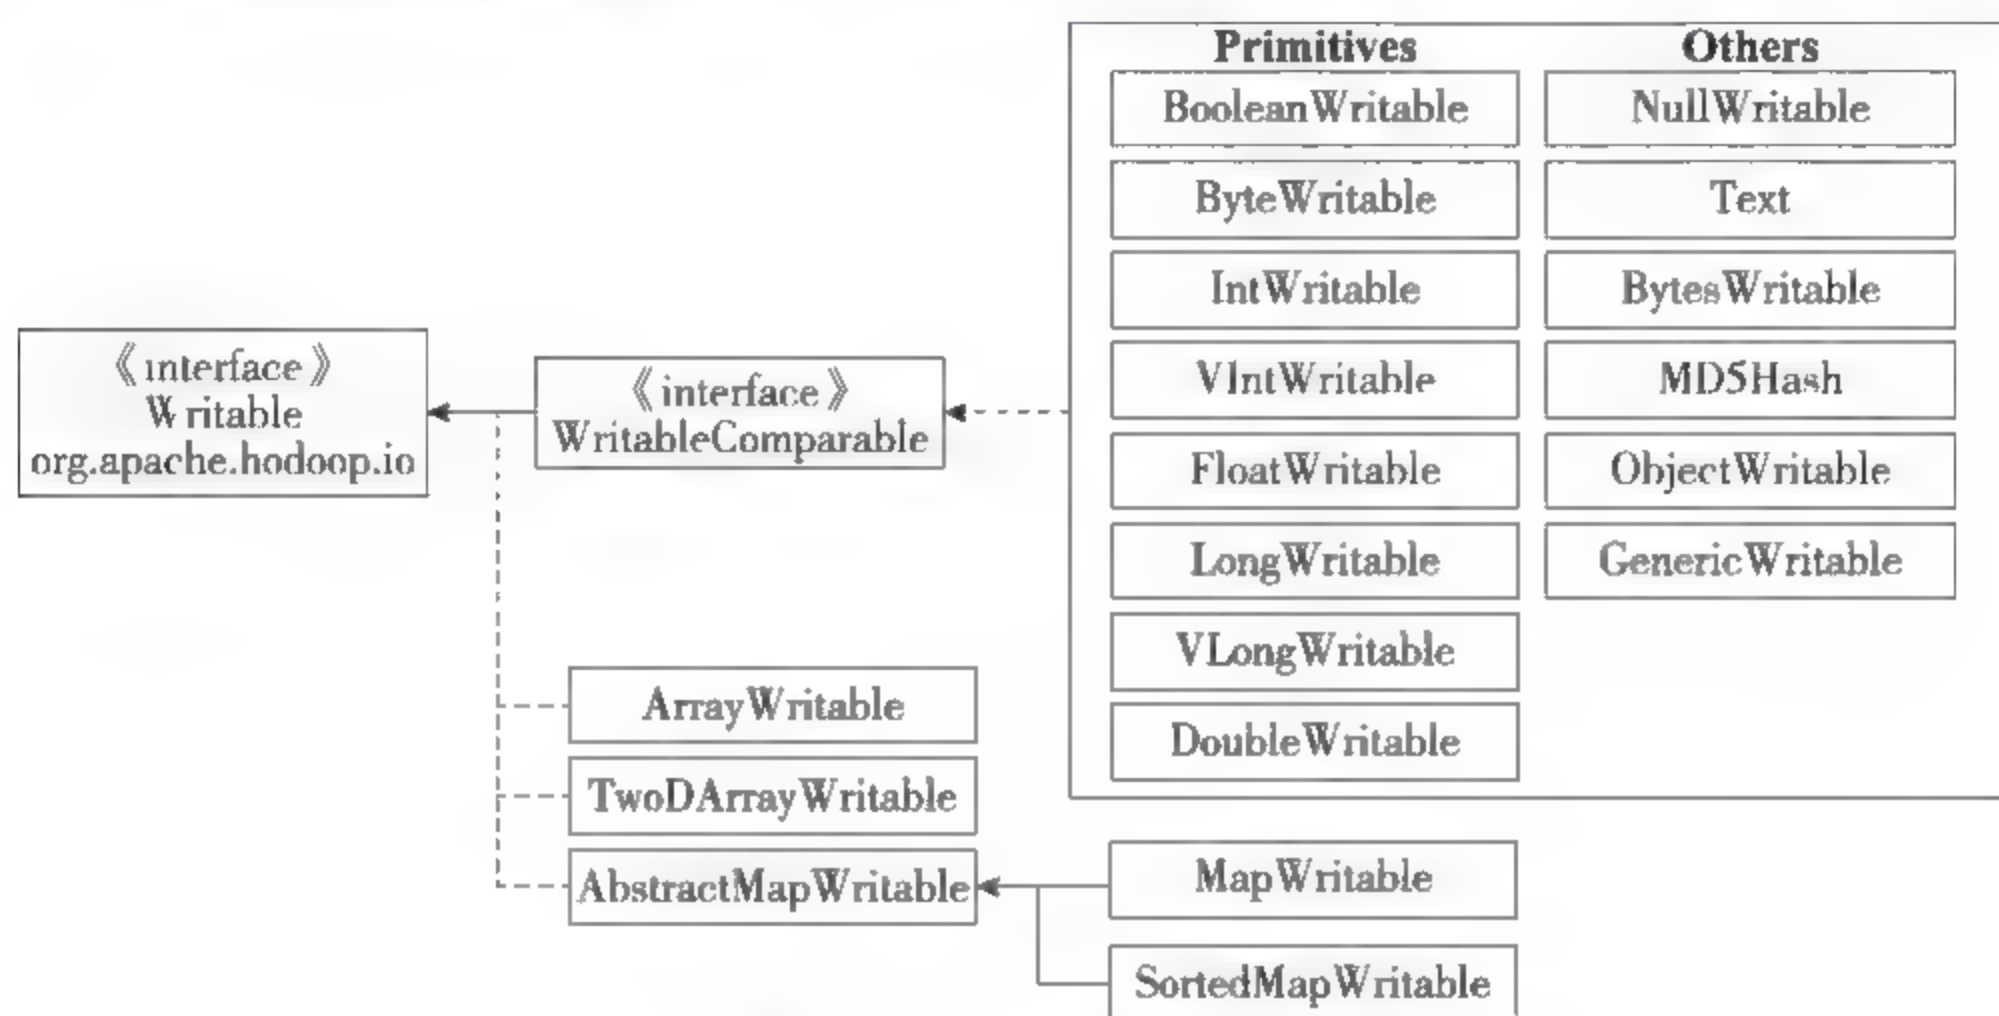 Primitives
BooleanWritable
ByteWritable
IntWritable
VIntWritable
FloatWritable
LongWritable
VLongWritable
DoubleWritable
Others
NullWritable
Text
BytesWritable
MD5Hash
ObjectWritable
GenericWritable
《interface》
Writable
org.apache.hodoop.io
《interface》
WritableComparable
ArrayWritable
TwoDArrayWritable
AbstractMapWritable
MapWritable
SortedMapWritable